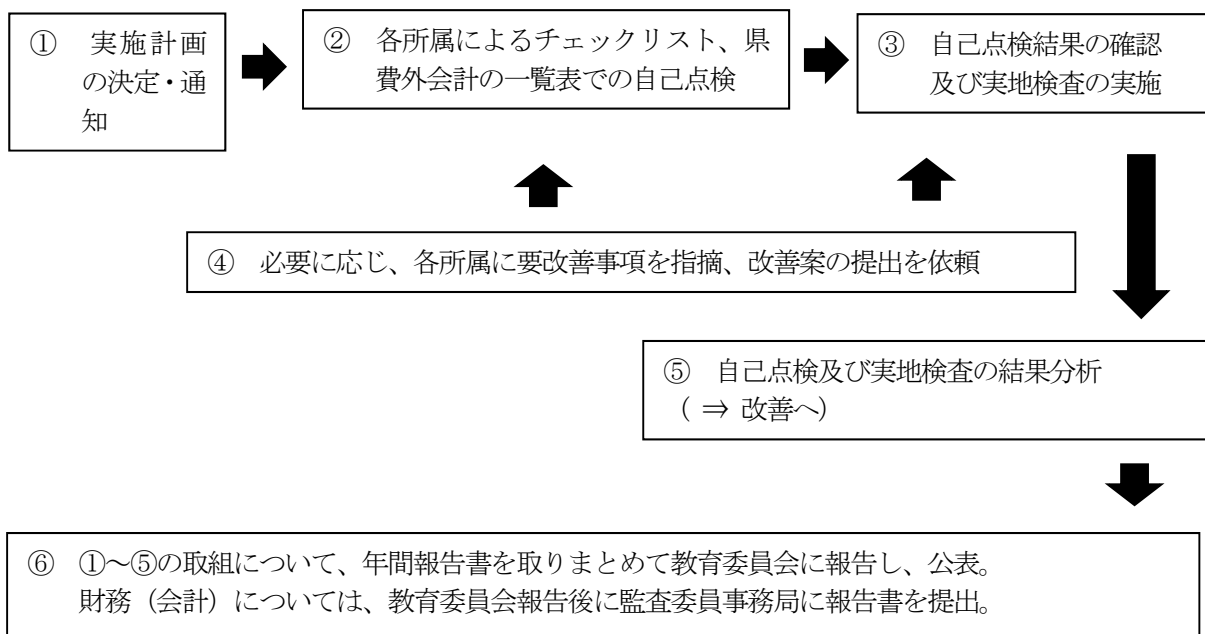 ① 実施計画
の決定・通
知
② 各所属によるチェックリスト、県
費外会計の一覧表での自己点検
③ 自己点検結果の確認
及び実地検査の実施
④ 必要に応じ、各所属に要改善事項を指摘、改善案の提出を依頼
⑤ 自己点検及び実地検査の結果分析
（ ⇒ 改善へ）
⑥ ①～⑤の取組について、年間報告書を取りまとめて教育委員会に報告し、公表。
財務（会計）については、教育委員会報告後に監査委員事務局に報告書を提出。